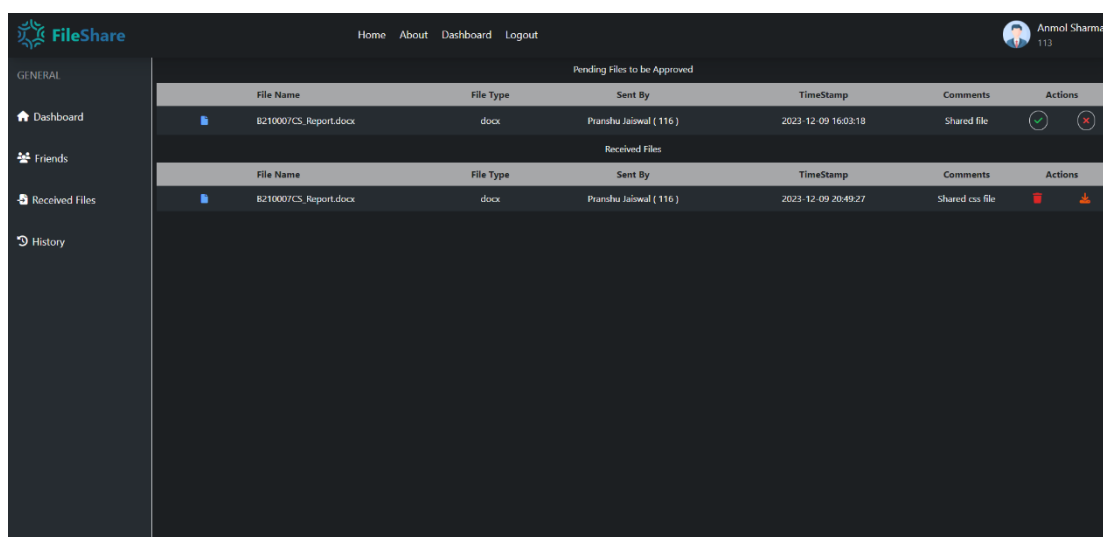 FileShare
Home About Dashboard Logout
Anmol Sharma
113
GENERAL
Dashboard
Friends
Received Files
History
Pending Files to be Approved
File Name File Type Sent By TimeStamp Comments Actions
B210007CS_Report.docx docx Pranshu Jaiswal ( 116 ) 2023-12-09 16:03:18 Shared file
Received Files
File Name File Type Sent By TimeStamp Comments Actions
B210007CS_Report.docx docx Pranshu Jaiswal ( 116 ) 2023-12-09 20:49:27 Shared css file